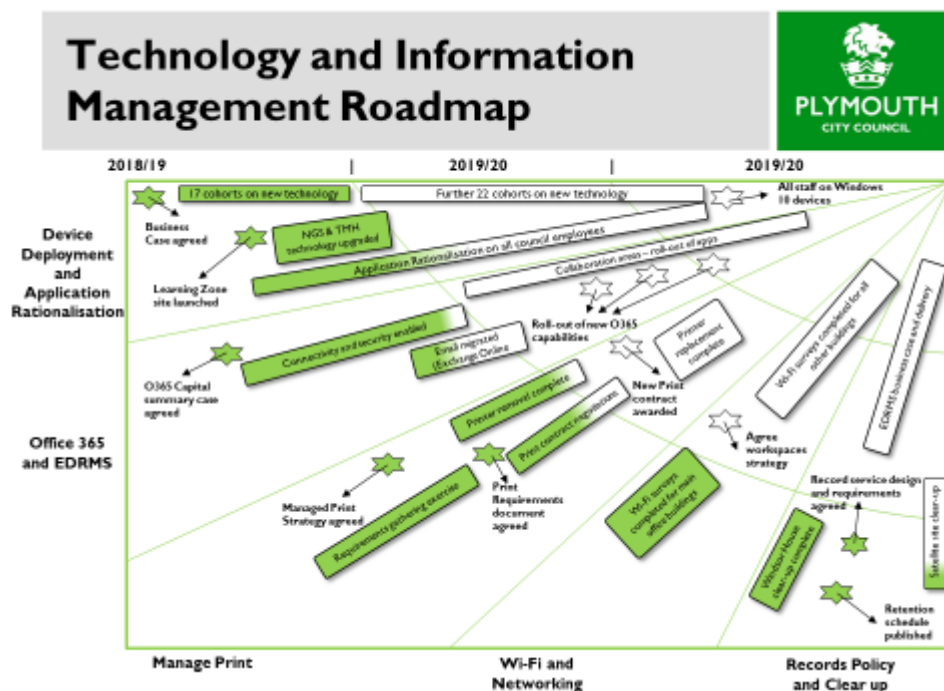 Technology and Information
Management Roadmap
PLYMOUTH
CITY COUNCIL
2018/19
2019/20
2019/20
17 cohorts on new technology
Further 22 cohorts on new technology
All staff on Windows
10 devices
Business
Case agreed
Device
Deployment
and
Application
Rationalisation
NGS & TMH
technology upgraded
Application Rationalisation on all council employees
Collaboration areas – roll-out of apps
Learning Zone
site launched
Roll-out of new O365
capabilities
Connectivity and security enabled
Email migrated
(Exchange Online
Printer
replacement
complete
Wi-Fi surveys completed for all
other buildings
EDRMS business case and delivery
O365 Capital
summary case
agreed
Printer removal complete
Print contract negotiations
New Print
contract
awarded
Office 365
and EDRMS
Agree
workspaces
strategy
Managed Print
Strategy agreed
Requirements gathering exercise
Print
Requirements
document
agreed
Wi-Fi surveys
completed for main
office buildings
Record service design
and requirements
agreed
Windsor House
clear-up complete
Satellite site clear-up
Retention
schedule
published
Manage Print
Wi-Fi and
Networking
Records Policy
and Clear up